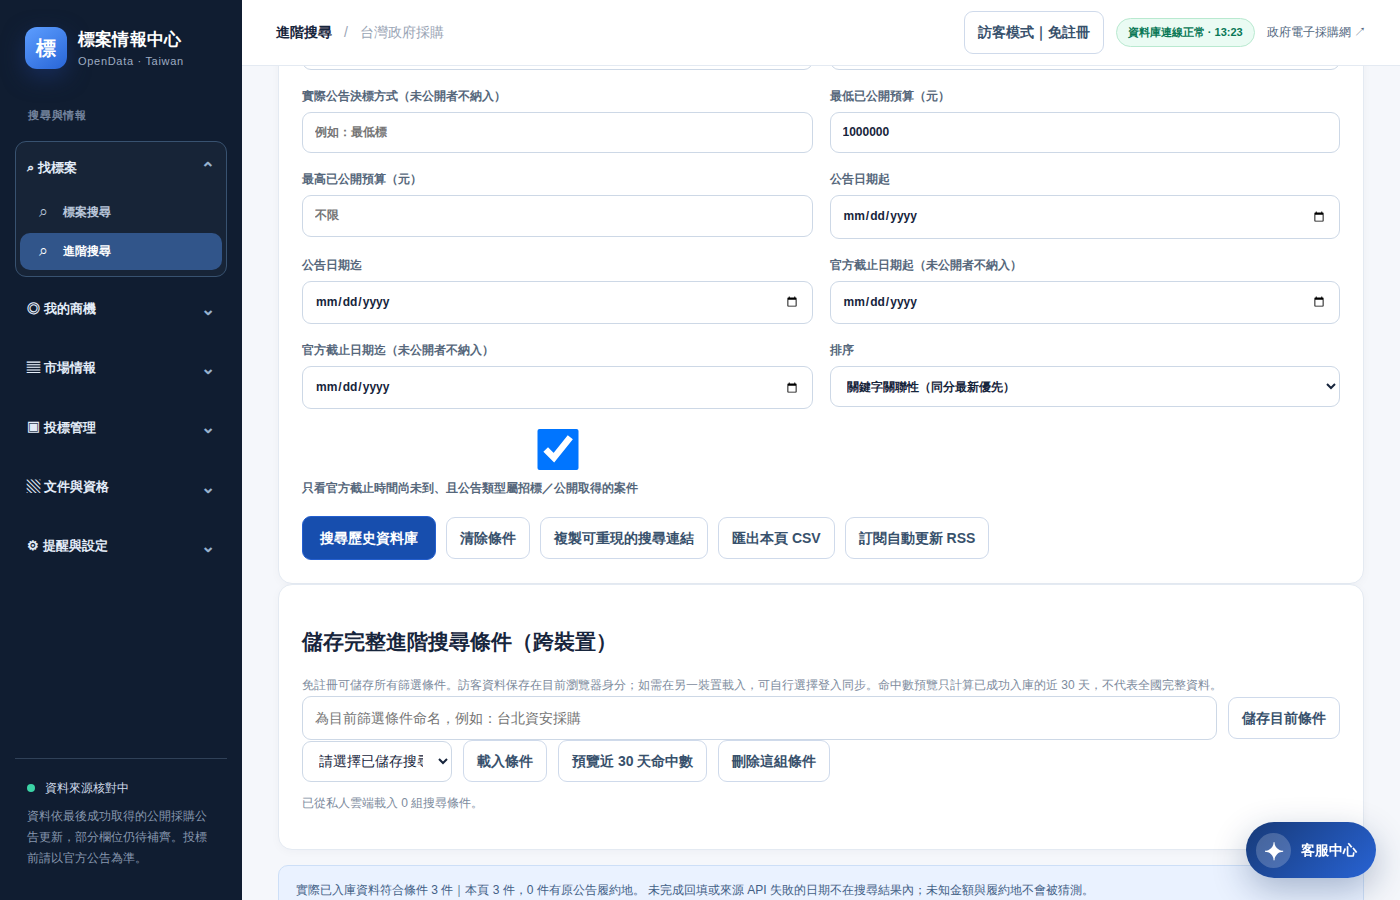 標
標案情報中心
OpenData · Taiwan
搜尋與情報
⌕ 找標案
⌕ 標案搜尋
⌕ 進階搜尋
◎ 我的商機
▤ 市場情報
▣ 投標管理
▧ 文件與資格
⚙ 提醒與設定
資料來源核對中
資料依最後成功取得的公開採購公
告更新，部分欄位仍待補齊。投標
前請以官方公告為準。
進階搜尋 / 台灣政府採購
訪客模式｜免註冊
資料庫連線正常 · 13:23
政府電子採購網 ↗
實際公告決標方式（未公開者不納入）
最低已公開預算（元）
例如：最低標
1000000
最高已公開預算（元）
公告日期起
不限
mm/dd/yyyy
公告日期迄
官方截止日期起（未公開者不納入）
mm/dd/yyyy
mm/dd/yyyy
官方截止日期迄（未公開者不納入）
排序
mm/dd/yyyy
關鍵字關聯性（同分最新優先）
只看官方截止時間尚未到、且公告類型屬招標／公開取得的案件
搜尋歷史資料庫
清除條件
複製可重現的搜尋連結
匯出本頁 CSV
訂閱自動更新 RSS
儲存完整進階搜尋條件（跨裝置）
免註冊可儲存所有篩選條件。訪客資料保存在目前瀏覽器身分；如需在另一裝置載入，可自行選擇登入同步。命中數預覽只計算已成功入庫的近 30 天，不代表全國完整資料。
為目前篩選條件命名，例如：台北資安採購
儲存目前條件
請選擇已儲存搜尋
載入條件
預覽近 30 天命中數
刪除這組條件
已從私人雲端載入 0 組搜尋條件。
客服中心
實際已入庫資料符合條件 3 件｜本頁 3 件，0 件有原公告履約地。 未完成回填或來源 API 失敗的日期不在搜尋結果內；未知金額與履約地不會被猜測。